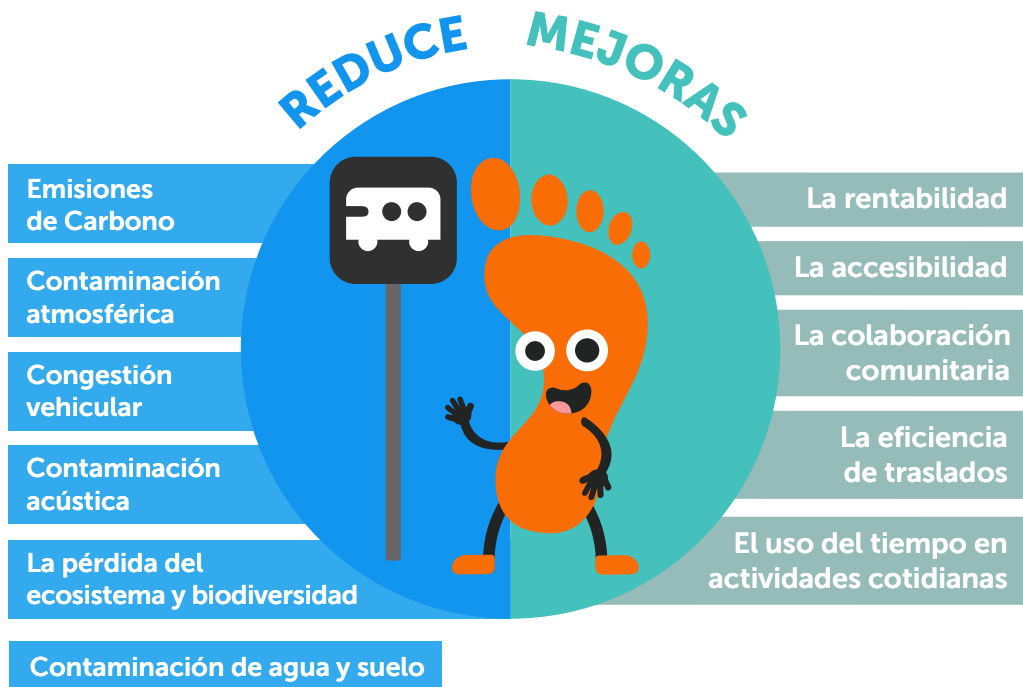 REDUCE
Emisiones
de Carbono
Contaminación
atmosférica
Congestión
vehicular
Contaminación
acústica
La pérdida del
ecosistema y biodiversidad
Contaminación de agua y suelo
MEJORAS
La rentabilidad
La accesibilidad
La colaboración
comunitaria
La eficiencia
de traslados
El uso del tiempo en
actividades cotidianas